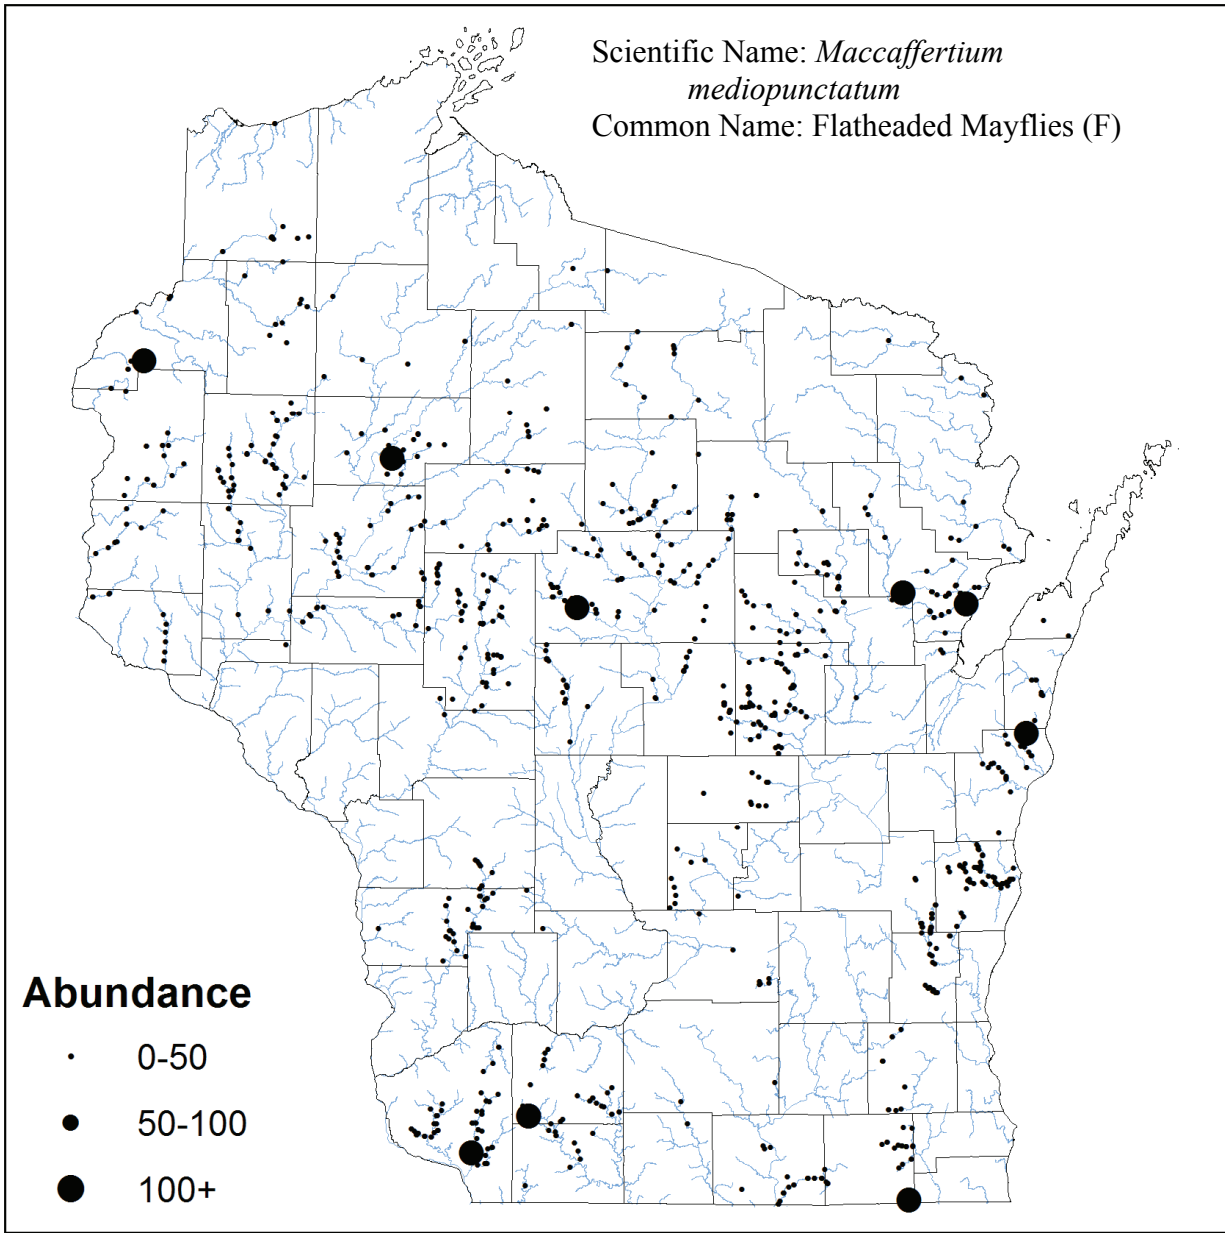 Scientific Name: Maccaffertium
mediopunctatum
Common Name: Flatheaded Mayflies (F)
Abundance
0-50
50-100
100+